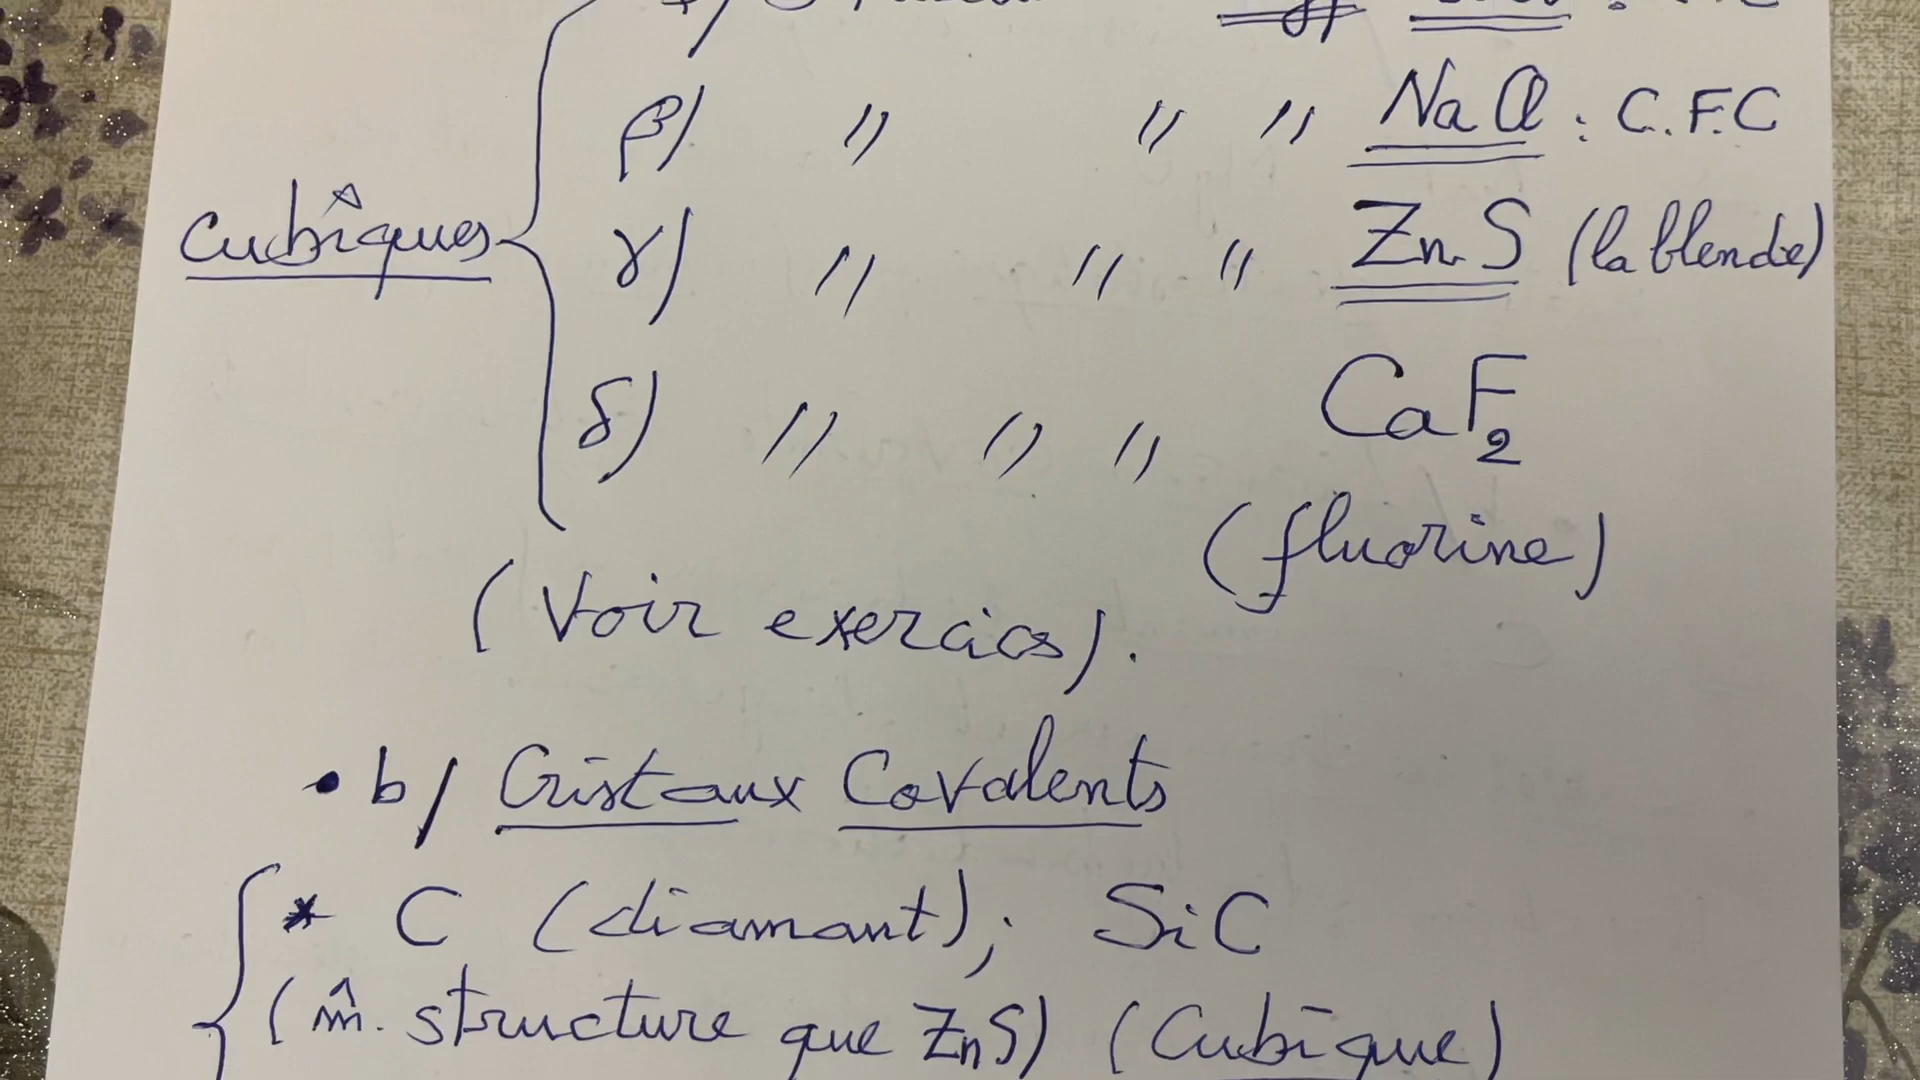 β) " " " NaCl : C.F.C
Cubiques
γ) " " " ZnS (la blende)
δ) " " " CaF₂
(fluorine)
(Voir exercices).
• b/ Cristaux Covalents
* C (diamant); SiC
(m̂. structure que ZnS) (Cubique)